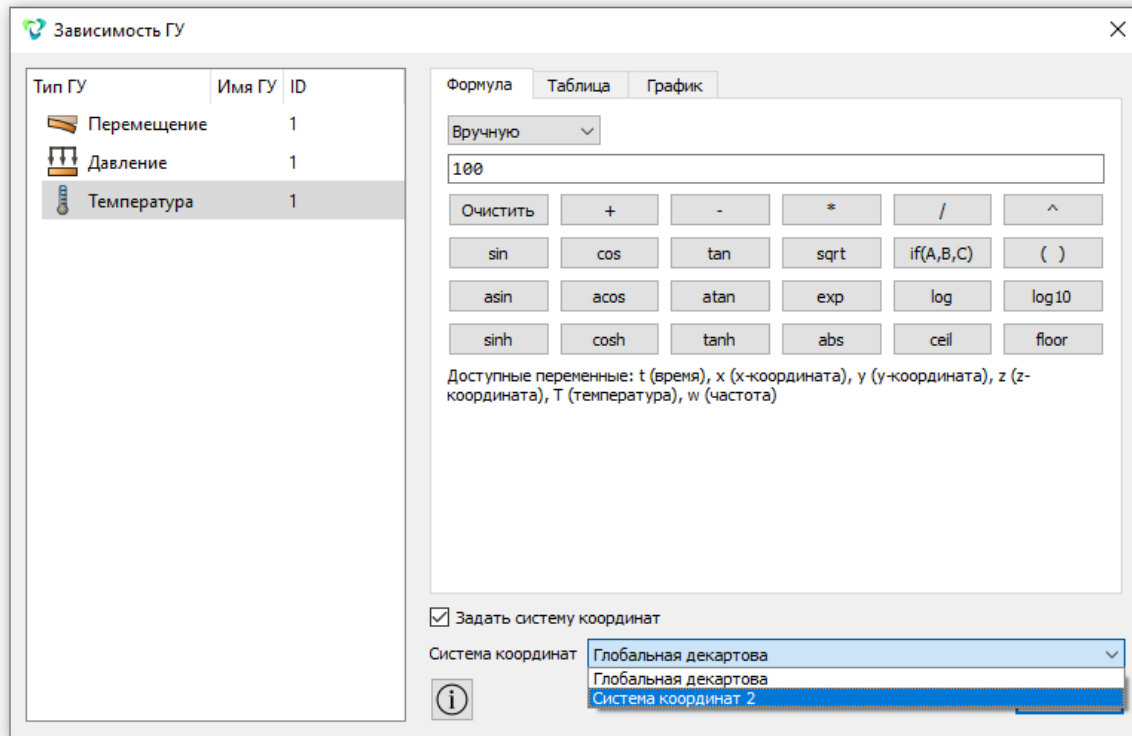 Зависимость ГУ
Тип ГУ Имя ГУ ID
Перемещение 1
Давление 1
Температура 1
Формула Таблица График
Вручную
100
Очистить + - * / ^
sin cos tan sqrt if(A,B,C) ( )
asin acos atan exp log log10
sinh cosh tanh abs ceil floor
Доступные переменные: t (время), x (x-координата), y (y-координата), z (z-
координата), T (температура), w (частота)
Задать систему координат
Система координат Глобальная декартова
Глобальная декартова
Система координат 2